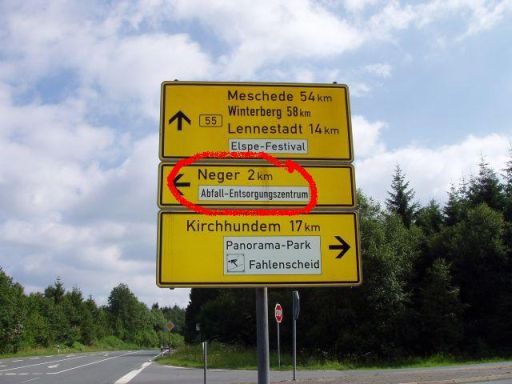 Meschede 54 km
55
Winterberg 58 km
Lennestadt 14 km
Elspe-Festival
Neger 2 km
Abfall-Entsorgungszentrum
Kirchhundem 17 km
Panorama-Park
Fahlenscheid
STOP